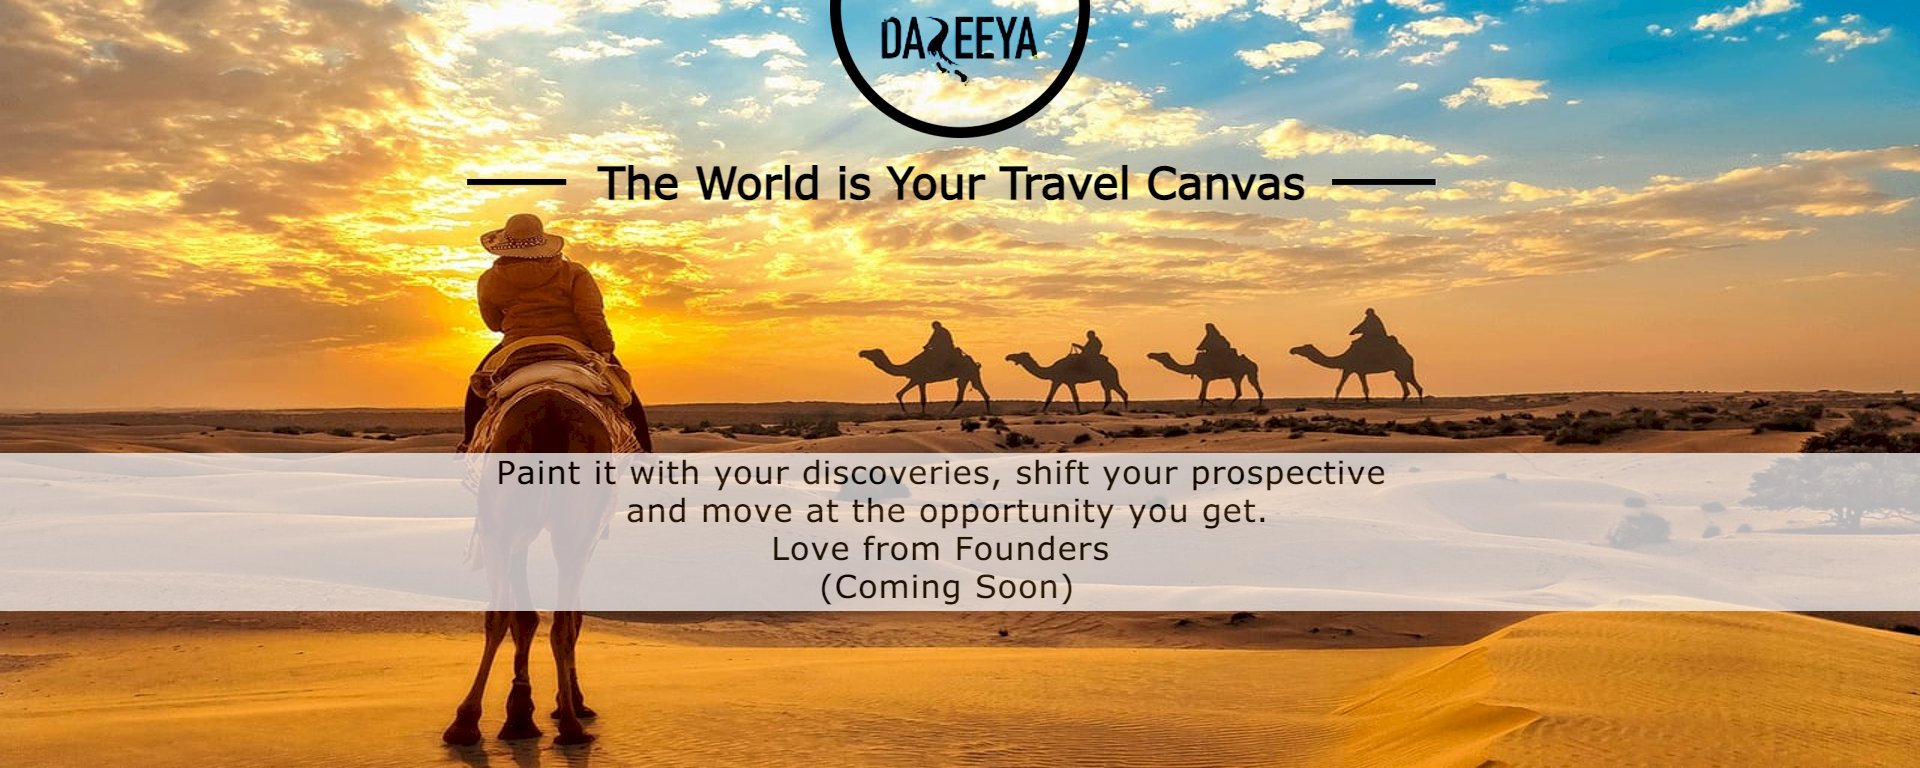 DAREEYA
The World is Your Travel Canvas
Paint it with your discoveries, shift your prospective
and move at the opportunity you get.
Love from Founders
(Coming Soon)